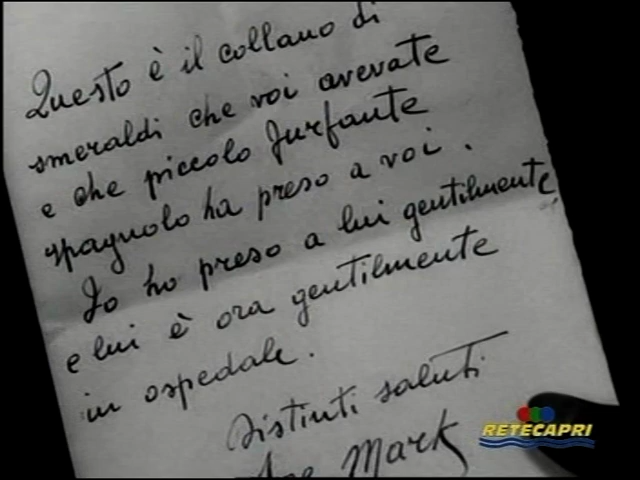 Questo è il collano di
smeraldi che voi avevate
e che piccolo furfante
spagnuolo ha preso a voi.
Io ho preso a lui gentilmente
e lui è ora gentilmente
in ospedale.
Distinti saluti
Mark
RETECAPRI